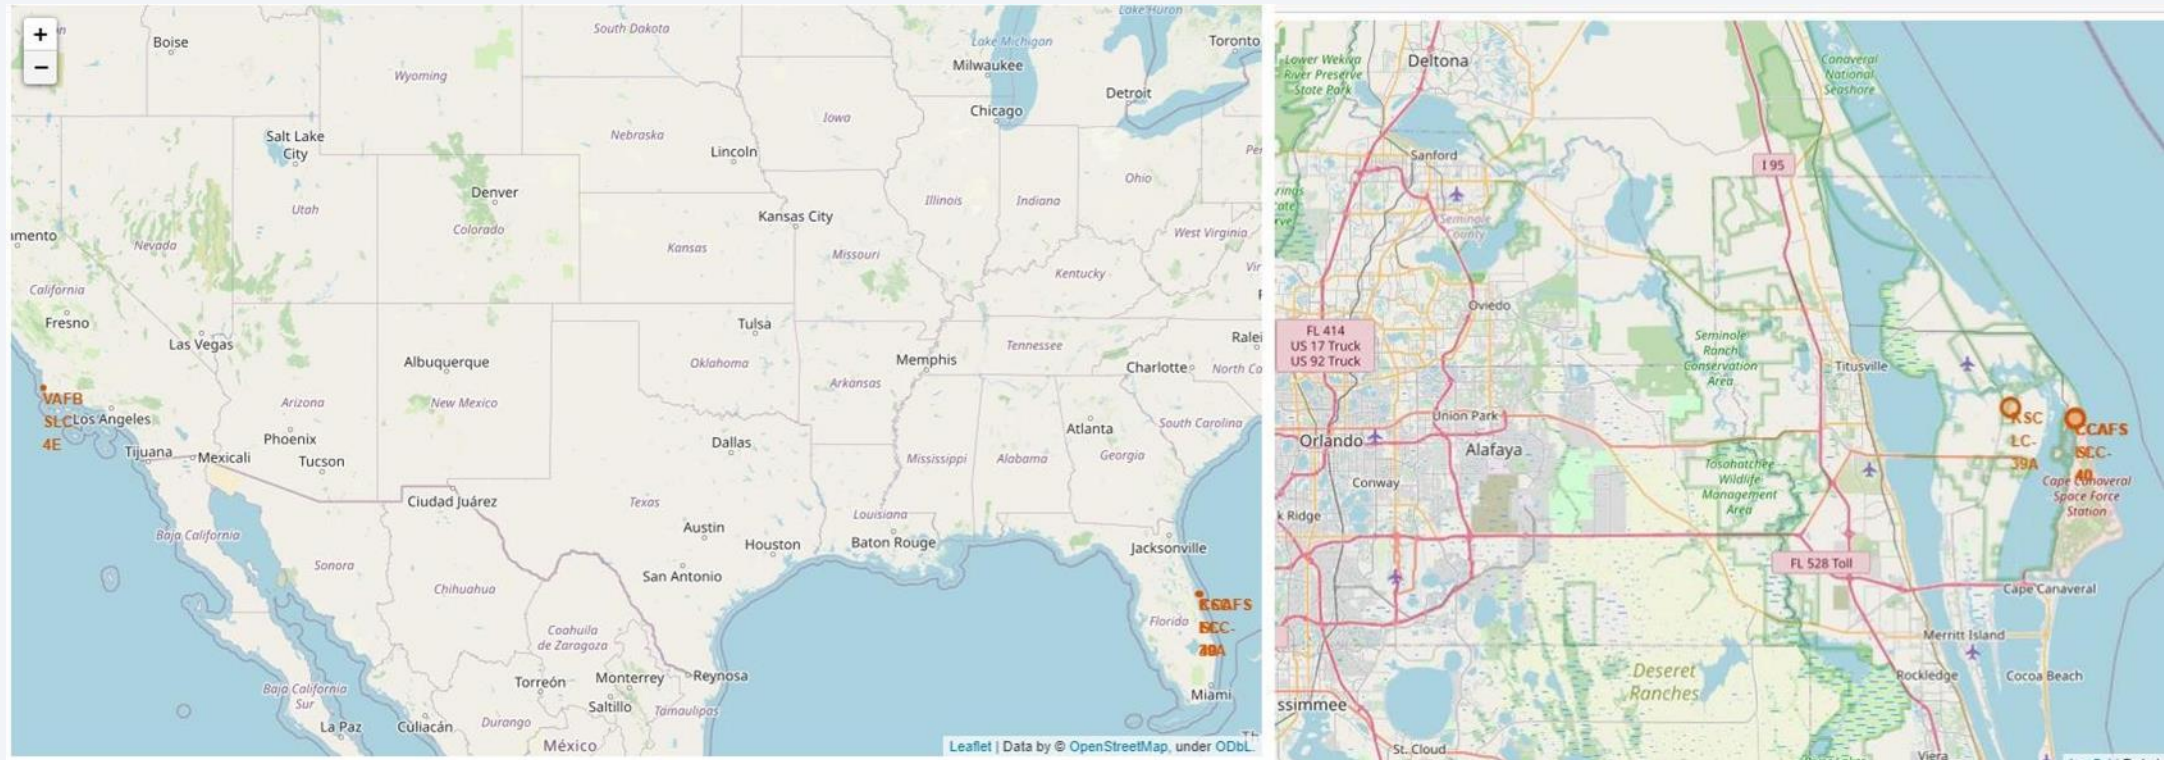 +
−
Boise
South Dakota
Lake Huron
Lake Michigan
Toronto
Milwaukee
Wyoming
Detroit
Chicago
Iowa
Salt Lake
City
Nebraska
Lincoln
Denver
Ohio
Illinois
Indiana
Utah
Colorado
Kansas City
Nevada
Kansas
Missouri
West Virginia
California
Kentucky
Fresno
Las Vegas
Tulsa
Albuquerque
Oklahoma
Memphis
Tennessee
Charlotte
Arkansas
VAFB
SLC-
4E
Los Angeles
Arizona
New Mexico
Phoenix
Tucson
Tijuana
Mexicali
Dallas
Atlanta
South Carolina
Mississippi
Alabama
Georgia
Ciudad Juárez
Texas
Louisiana
Baja California
Austin
Houston
Baton Rouge
Jacksonville
Sonora
San Antonio
Chihuahua
Florida
Coahuila
de Zaragoza
Torreón
Monterrey
Reynosa
Miami
Baja California
Sur
Saltillo
Tamaulipas
La Paz
Culiacán
Durango
México
Leaflet | Data by © OpenStreetMap, under ODbL.
Lower Wekiva
River Preserve
State Park
Deltona
Canaveral
National
Seashore
Sanford
I 95
Seminole
County
Oviedo
FL 414
US 17 Truck
US 92 Truck
Seminole
Ranch
Conservation
Area
Titusville
KSC
LC-
39A
CCAFS
Union Park
Orlando
Alafaya
Conway
Tosohatchee
Wildlife
Management
Area
Cape Canaveral
Space Force
Station
FL 528 Toll
Cape Canaveral
Merritt Island
Deseret
Ranches
Rockledge
Cocoa Beach
St. Cloud
Viera